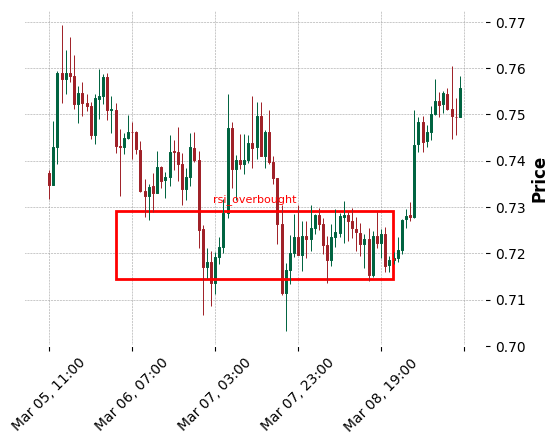 0.77
0.76
0.75
0.74
0.73
0.72
0.71
0.70
Price
rsi_overbought
Mar 05, 11:00
Mar 06, 07:00
Mar 07, 03:00
Mar 07, 23:00
Mar 08, 19:00